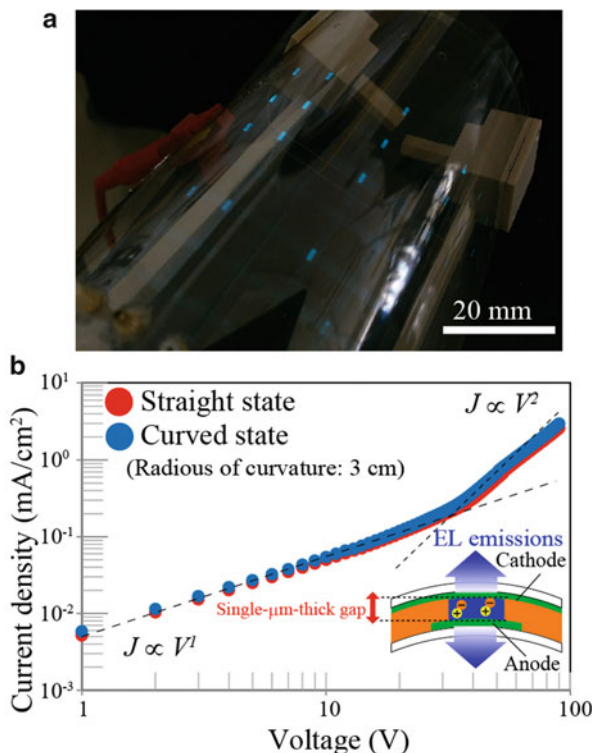 a
20 mm
b
Current density (mA/cm²)
10¹
10⁰
10⁻¹
10⁻²
10⁻³
Straight state
Curved state
(Radious of curvature: 3 cm)
J ∝ V²
J ∝ V¹
EL emissions
Cathode
Single-μm-thick gap
Anode
1
10
100
Voltage (V)